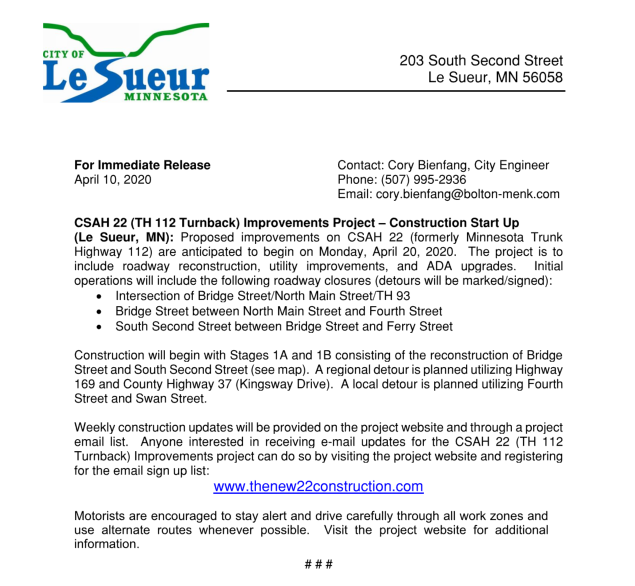 CITY OF
Le Sueur
MINNESOTA
203 South Second Street
Le Sueur, MN 56058
For Immediate Release
April 10, 2020
Contact: Cory Bienfang, City Engineer
Phone: (507) 995-2936
Email: cory.bienfang@bolton-menk.com
CSAH 22 (TH 112 Turnback) Improvements Project – Construction Start Up
(Le Sueur, MN): Proposed improvements on CSAH 22 (formerly Minnesota Trunk
Highway 112) are anticipated to begin on Monday, April 20, 2020. The project is to
include roadway reconstruction, utility improvements, and ADA upgrades. Initial
operations will include the following roadway closures (detours will be marked/signed):
• Intersection of Bridge Street/North Main Street/TH 93
• Bridge Street between North Main Street and Fourth Street
• South Second Street between Bridge Street and Ferry Street
Construction will begin with Stages 1A and 1B consisting of the reconstruction of Bridge
Street and South Second Street (see map). A regional detour is planned utilizing Highway
169 and County Highway 37 (Kingsway Drive). A local detour is planned utilizing Fourth
Street and Swan Street.
Weekly construction updates will be provided on the project website and through a project
email list. Anyone interested in receiving e-mail updates for the CSAH 22 (TH 112
Turnback) Improvements project can do so by visiting the project website and registering
for the email sign up list:
www.thenew22construction.com
Motorists are encouraged to stay alert and drive carefully through all work zones and
use alternate routes whenever possible. Visit the project website for additional
information.
# # #